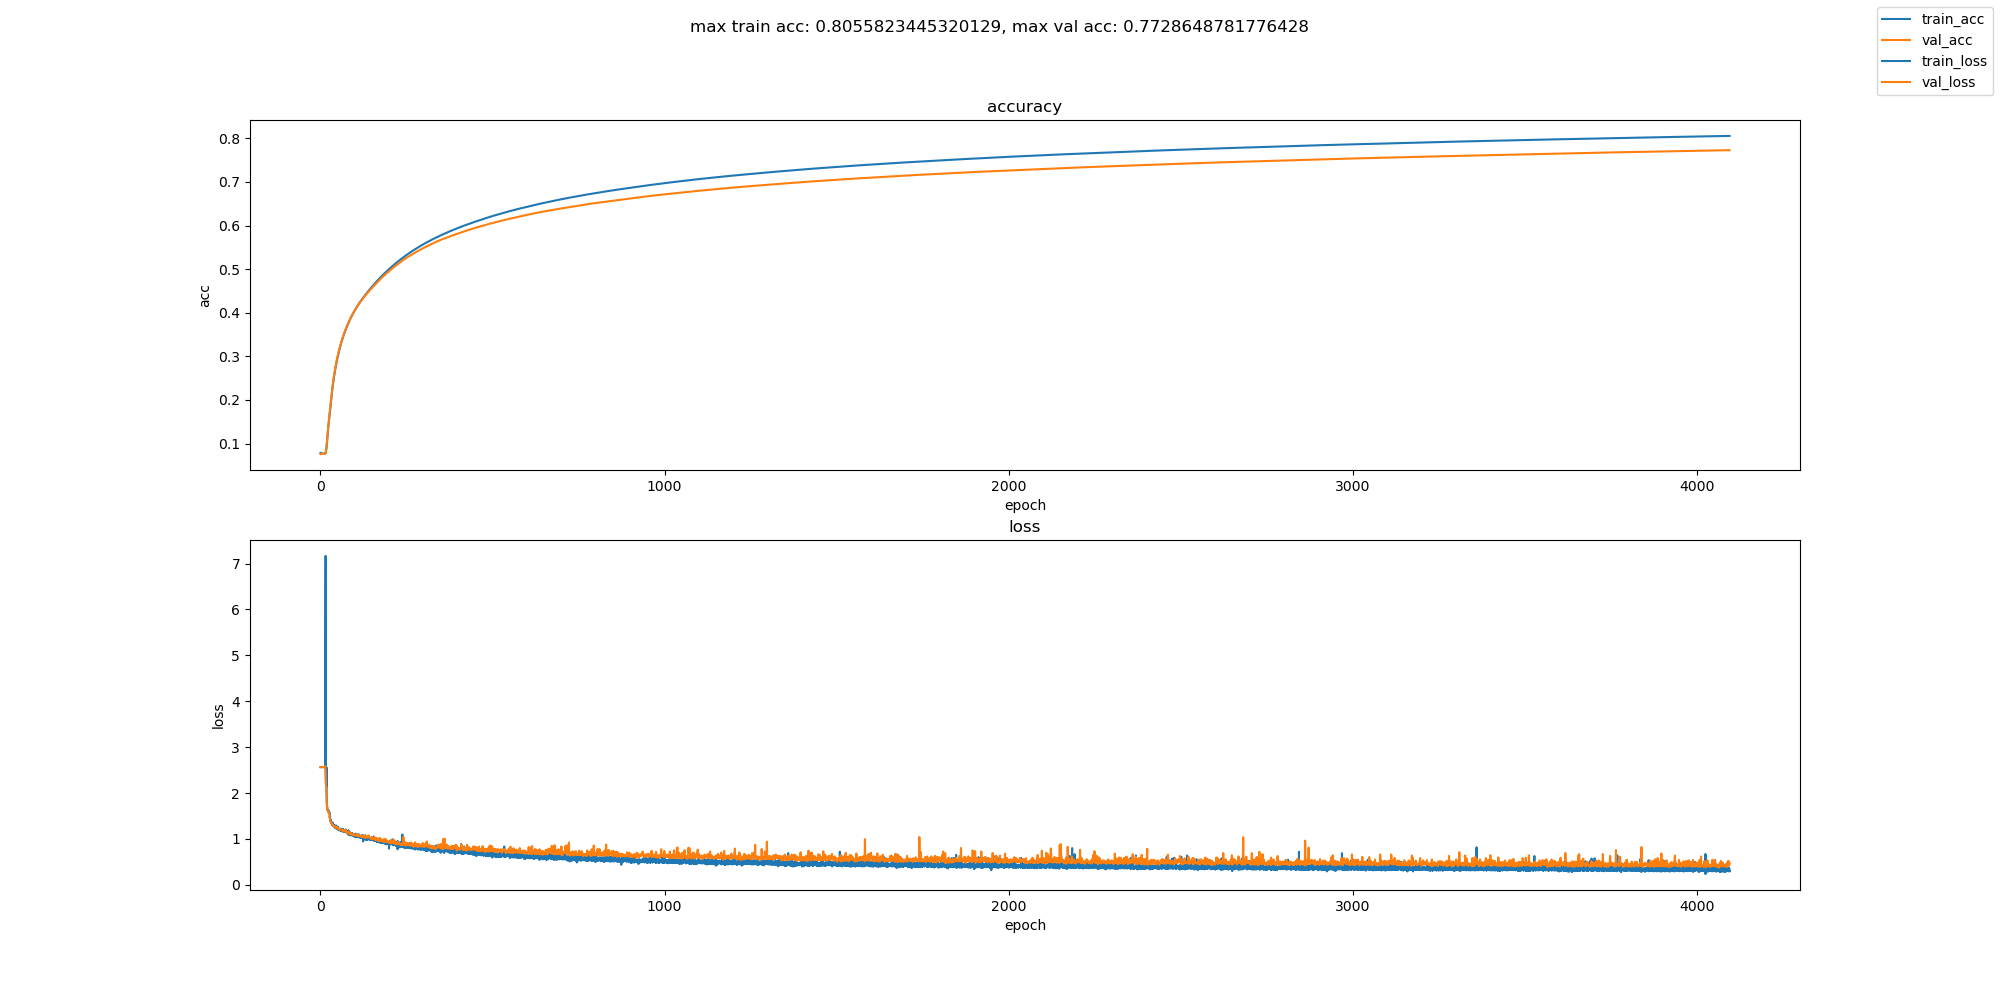 max train acc: 0.8055823445320129, max val acc: 0.7728648781776428
train_acc
val_acc
train_loss
val_loss
accuracy
0.8
0.7
0.6
0.5
0.4
0.3
0.2
0.1
acc
0 1000 2000 3000 4000
epoch
loss
7
6
5
4
3
2
1
0
loss
0 1000 2000 3000 4000
epoch